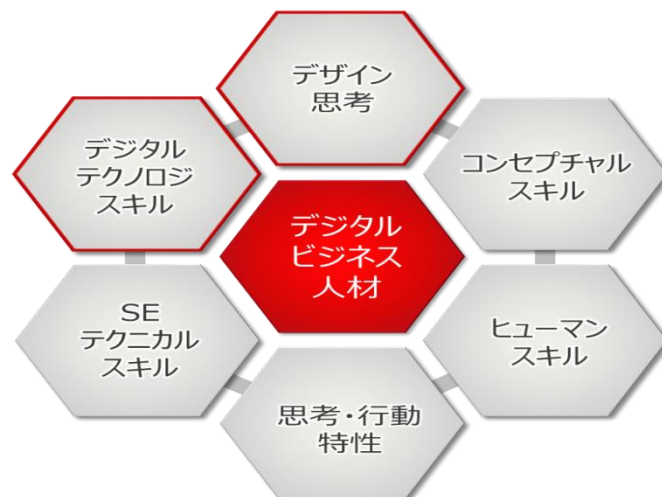 デザイン
思考
デジタル
テクノロジ
スキル
コンセプチャル
スキル
デジタル
ビジネス
人材
SE
テクニカル
スキル
ヒューマン
スキル
思考・行動
特性